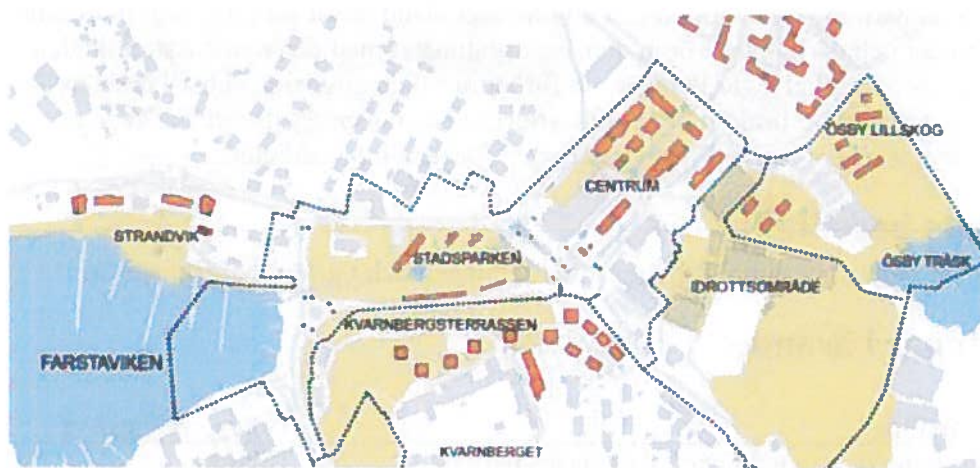 ÖSBY LILLSKOG
CENTRUM
STRANDVIK
STADSPARKEN
ÖSBY TRÄSK
IDROTTSOMRÅDE
KVARNBERGSTERRASSEN
FARSTAVIKEN
KVARNBERGET